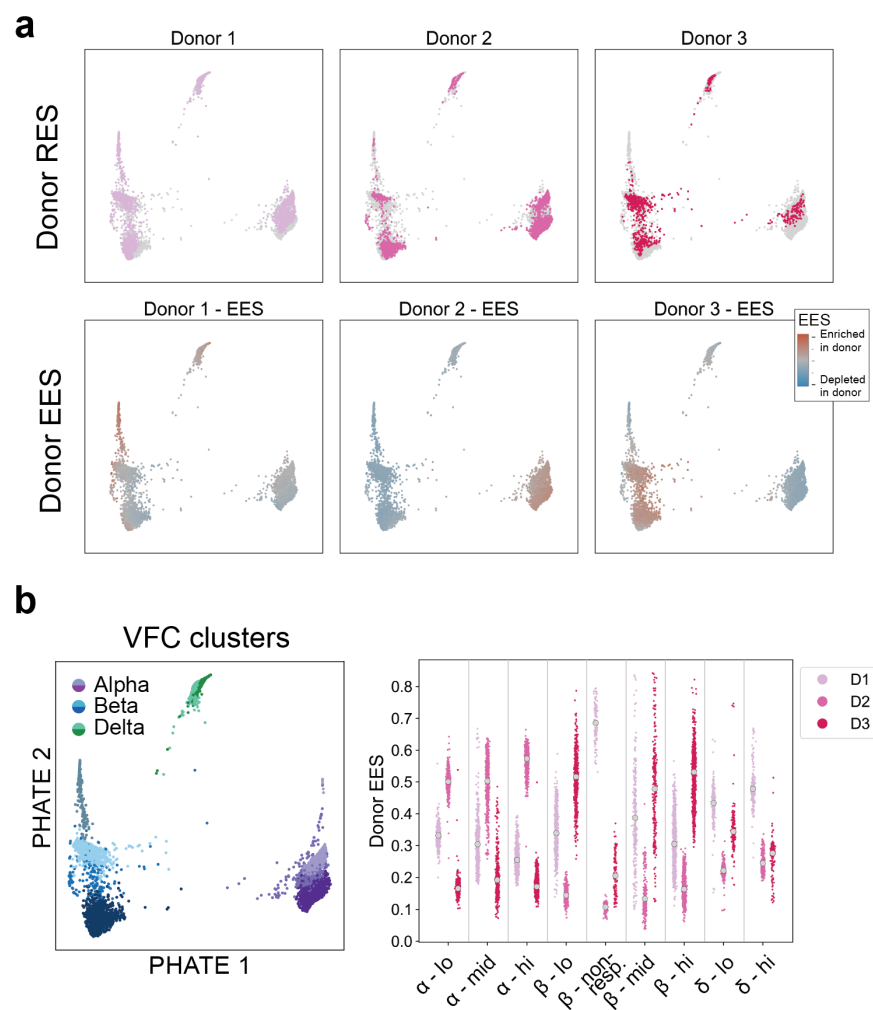 a
Donor 1
Donor 2
Donor 3
Donor RES
Donor 1 - EES
Donor 2 - EES
Donor 3 - EES
EES
Enriched
in donor
Depleted
in donor
Donor EES
b
VFC clusters
Alpha
Beta
Delta
PHATE 2
PHATE 1
Donor EES
0.8
0.7
0.6
0.5
0.4
0.3
0.2
0.1
0.0
α - lo
α - mid
α - hi
β - lo
β - non-
resp.
β - mid
β - hi
δ - lo
δ - hi
D1
D2
D3